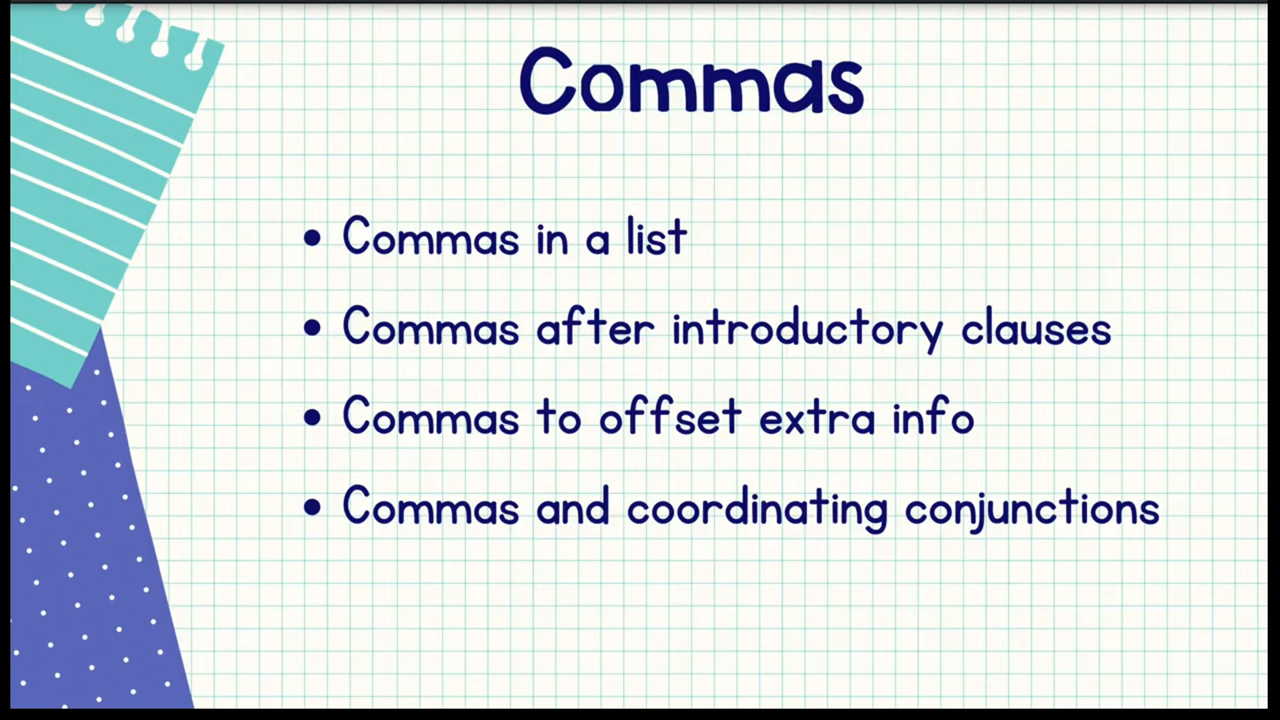 Commas
• Commas in a list
• Commas after introductory clauses
• Commas to offset extra info
• Commas and coordinating conjunctions